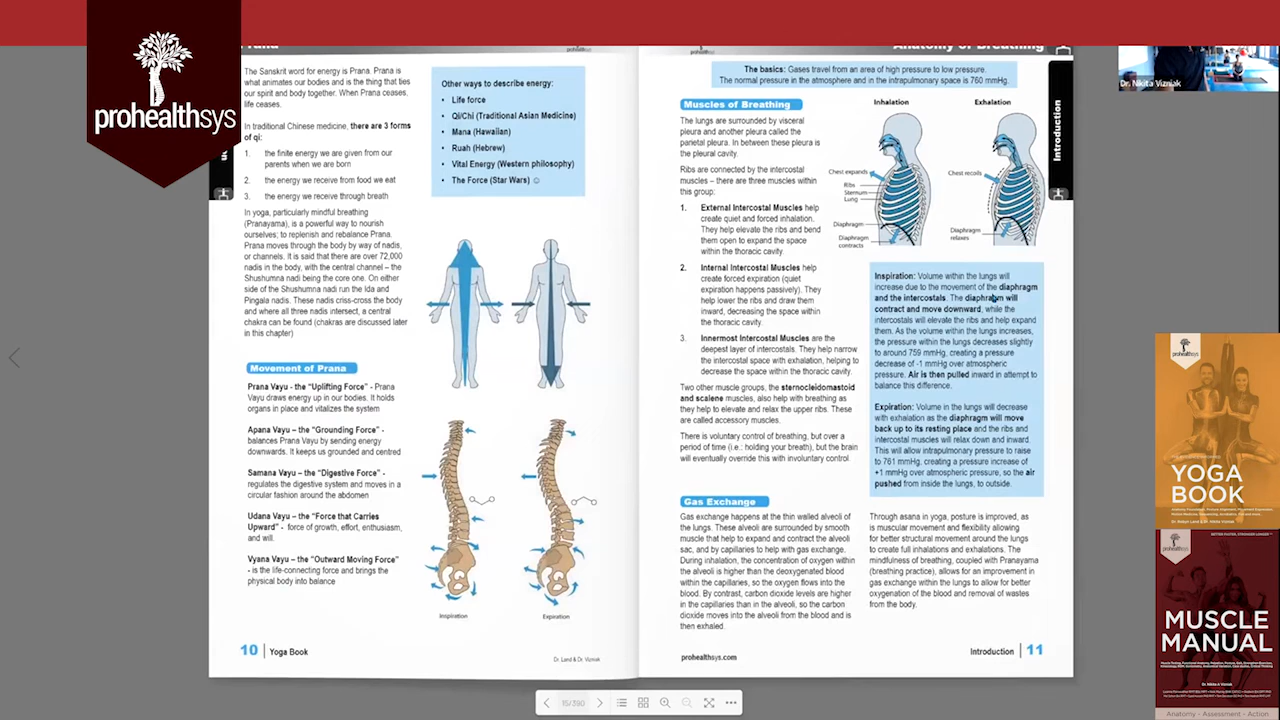 prohealthsys
The Sanskrit word for energy is Prana. Prana is
what animates our bodies and is the thing that ties
our spirit and body together. When Prana ceases,
life ceases.
In traditional Chinese medicine, there are 3 forms
of qi:
1. the finite energy we are given from our
parents when we are born
2. the energy we receive from food we eat
3. the energy we receive through breath
In yoga, particularly mindful breathing
(Pranayama), is a powerful way to nourish
ourselves; to replenish and rebalance Prana.
Prana moves through the body by way of nadis,
or channels. It is said that there are over 72,000
nadis in the body, with the central channel – the
Shushumna nadi being the core one. On either
side of the Shushumna nadi run the Ida and
Pingala nadis. These nadis criss-cross the body
and where all three nadis intersect, a central
chakra can be found (chakras are discussed later
in this chapter)
Movement of Prana
Prana Vayu - the “Uplifting Force” - Prana
Vayu draws energy up in our bodies. It holds
organs in place and vitalizes the system
Apana Vayu – the “Grounding Force” -
balances Prana Vayu by sending energy
downwards. It keeps us grounded and centred
Samana Vayu – the “Digestive Force” -
regulates the digestive system and moves in a
circular fashion around the abdomen
Udana Vayu – the “Force that Carries
Upward” - force of growth, effort, enthusiasm,
and will.
Vyana Vayu – the “Outward Moving Force”
- is the life-connecting force and brings the
physical body into balance
Other ways to describe energy:
• Life force
• Qi/Chi (Traditional Asian Medicine)
• Mana (Hawaiian)
• Ruah (Hebrew)
• Vital Energy (Western philosophy)
• The Force (Star Wars) ☺
Inspiration
Expiration
10 | Yoga Book
Dr. Land & Dr. Vizniak
Anatomy of Breathing
The basics: Gases travel from an area of high pressure to low pressure.
The normal pressure in the atmosphere and in the intrapulmonary space is 760 mmHg.
Muscles of Breathing
The lungs are surrounded by visceral
pleura and another pleura called the
parietal pleura. In between these pleura is
the pleural cavity.
Ribs are connected by the intercostal
muscles – there are three muscles within
this group:
1. External Intercostal Muscles help
create quiet and forced inhalation.
They help elevate the ribs and bend
them open to expand the space
within the thoracic cavity.
2. Internal Intercostal Muscles help
create forced expiration (quiet
expiration happens passively). They
help lower the ribs and draw them
inward, decreasing the space within
the thoracic cavity.
3. Innermost Intercostal Muscles are the
deepest layer of intercostals. They help narrow
the intercostal space with exhalation, helping to
decrease the space within the thoracic cavity.
Two other muscle groups, the sternocleidomastoid
and scalene muscles, also help with breathing as
they help to elevate and relax the upper ribs. These
are called accessory muscles.
There is voluntary control of breathing, but over a
period of time (i.e.: holding your breath), but the brain
will eventually override this with involuntary control.
Inhalation
Exhalation
Chest expands
Ribs
Sternum
Lung
Diaphragm
Diaphragm
contracts
Chest recoils
Diaphragm
relaxes
Introduction
Inspiration: Volume within the lungs will
increase due to the movement of the diaphragm
and the intercostals. The diaphragm will
contract and move downward, while the
intercostals will elevate the ribs and help expand
them. As the volume within the lungs increases,
the pressure within the lungs decreases slightly
to around 759 mmHg, creating a pressure
decrease of -1 mmHg over atmospheric
pressure. Air is then pulled inward in attempt to
balance this difference.
Expiration: Volume in the lungs will decrease
with exhalation as the diaphragm will move
back up to its resting place and the ribs and
intercostal muscles will relax down and inward.
This will allow intrapulmonary pressure to raise
to 761 mmHg, creating a pressure increase of
+1 mmHg over atmospheric pressure, so the air
pushed from inside the lungs, to outside.
Gas Exchange
Gas exchange happens at the thin walled alveoli of
the lungs. These alveoli are surrounded by smooth
muscle that help to expand and contract the alveoli
sac, and by capillaries to help with gas exchange.
During inhalation, the concentration of oxygen within
the alveoli is higher than the deoxygenated blood
within the capillaries, so the oxygen flows into the
blood. By contrast, carbon dioxide levels are higher
in the capillaries than in the alveoli, so the carbon
dioxide moves into the alveoli from the blood and is
then exhaled.
Through asana in yoga, posture is improved, as
is muscular movement and flexibility allowing
for better structural movement around the lungs
to create full inhalations and exhalations. The
mindfulness of breathing, coupled with Pranayama
(breathing practice), allows for an improvement in
gas exchange within the lungs to allow for better
oxygenation of the blood and removal of wastes
from the body.
prohealthsys.com
Introduction | 11
15/390
Dr. Nikita Vizniak
prohealthsys
YOGA
BOOK
prohealthsys
MUSCLE
MANUAL
Dr. Nikita A. Vizniak
Anatomy - Assessment - Action